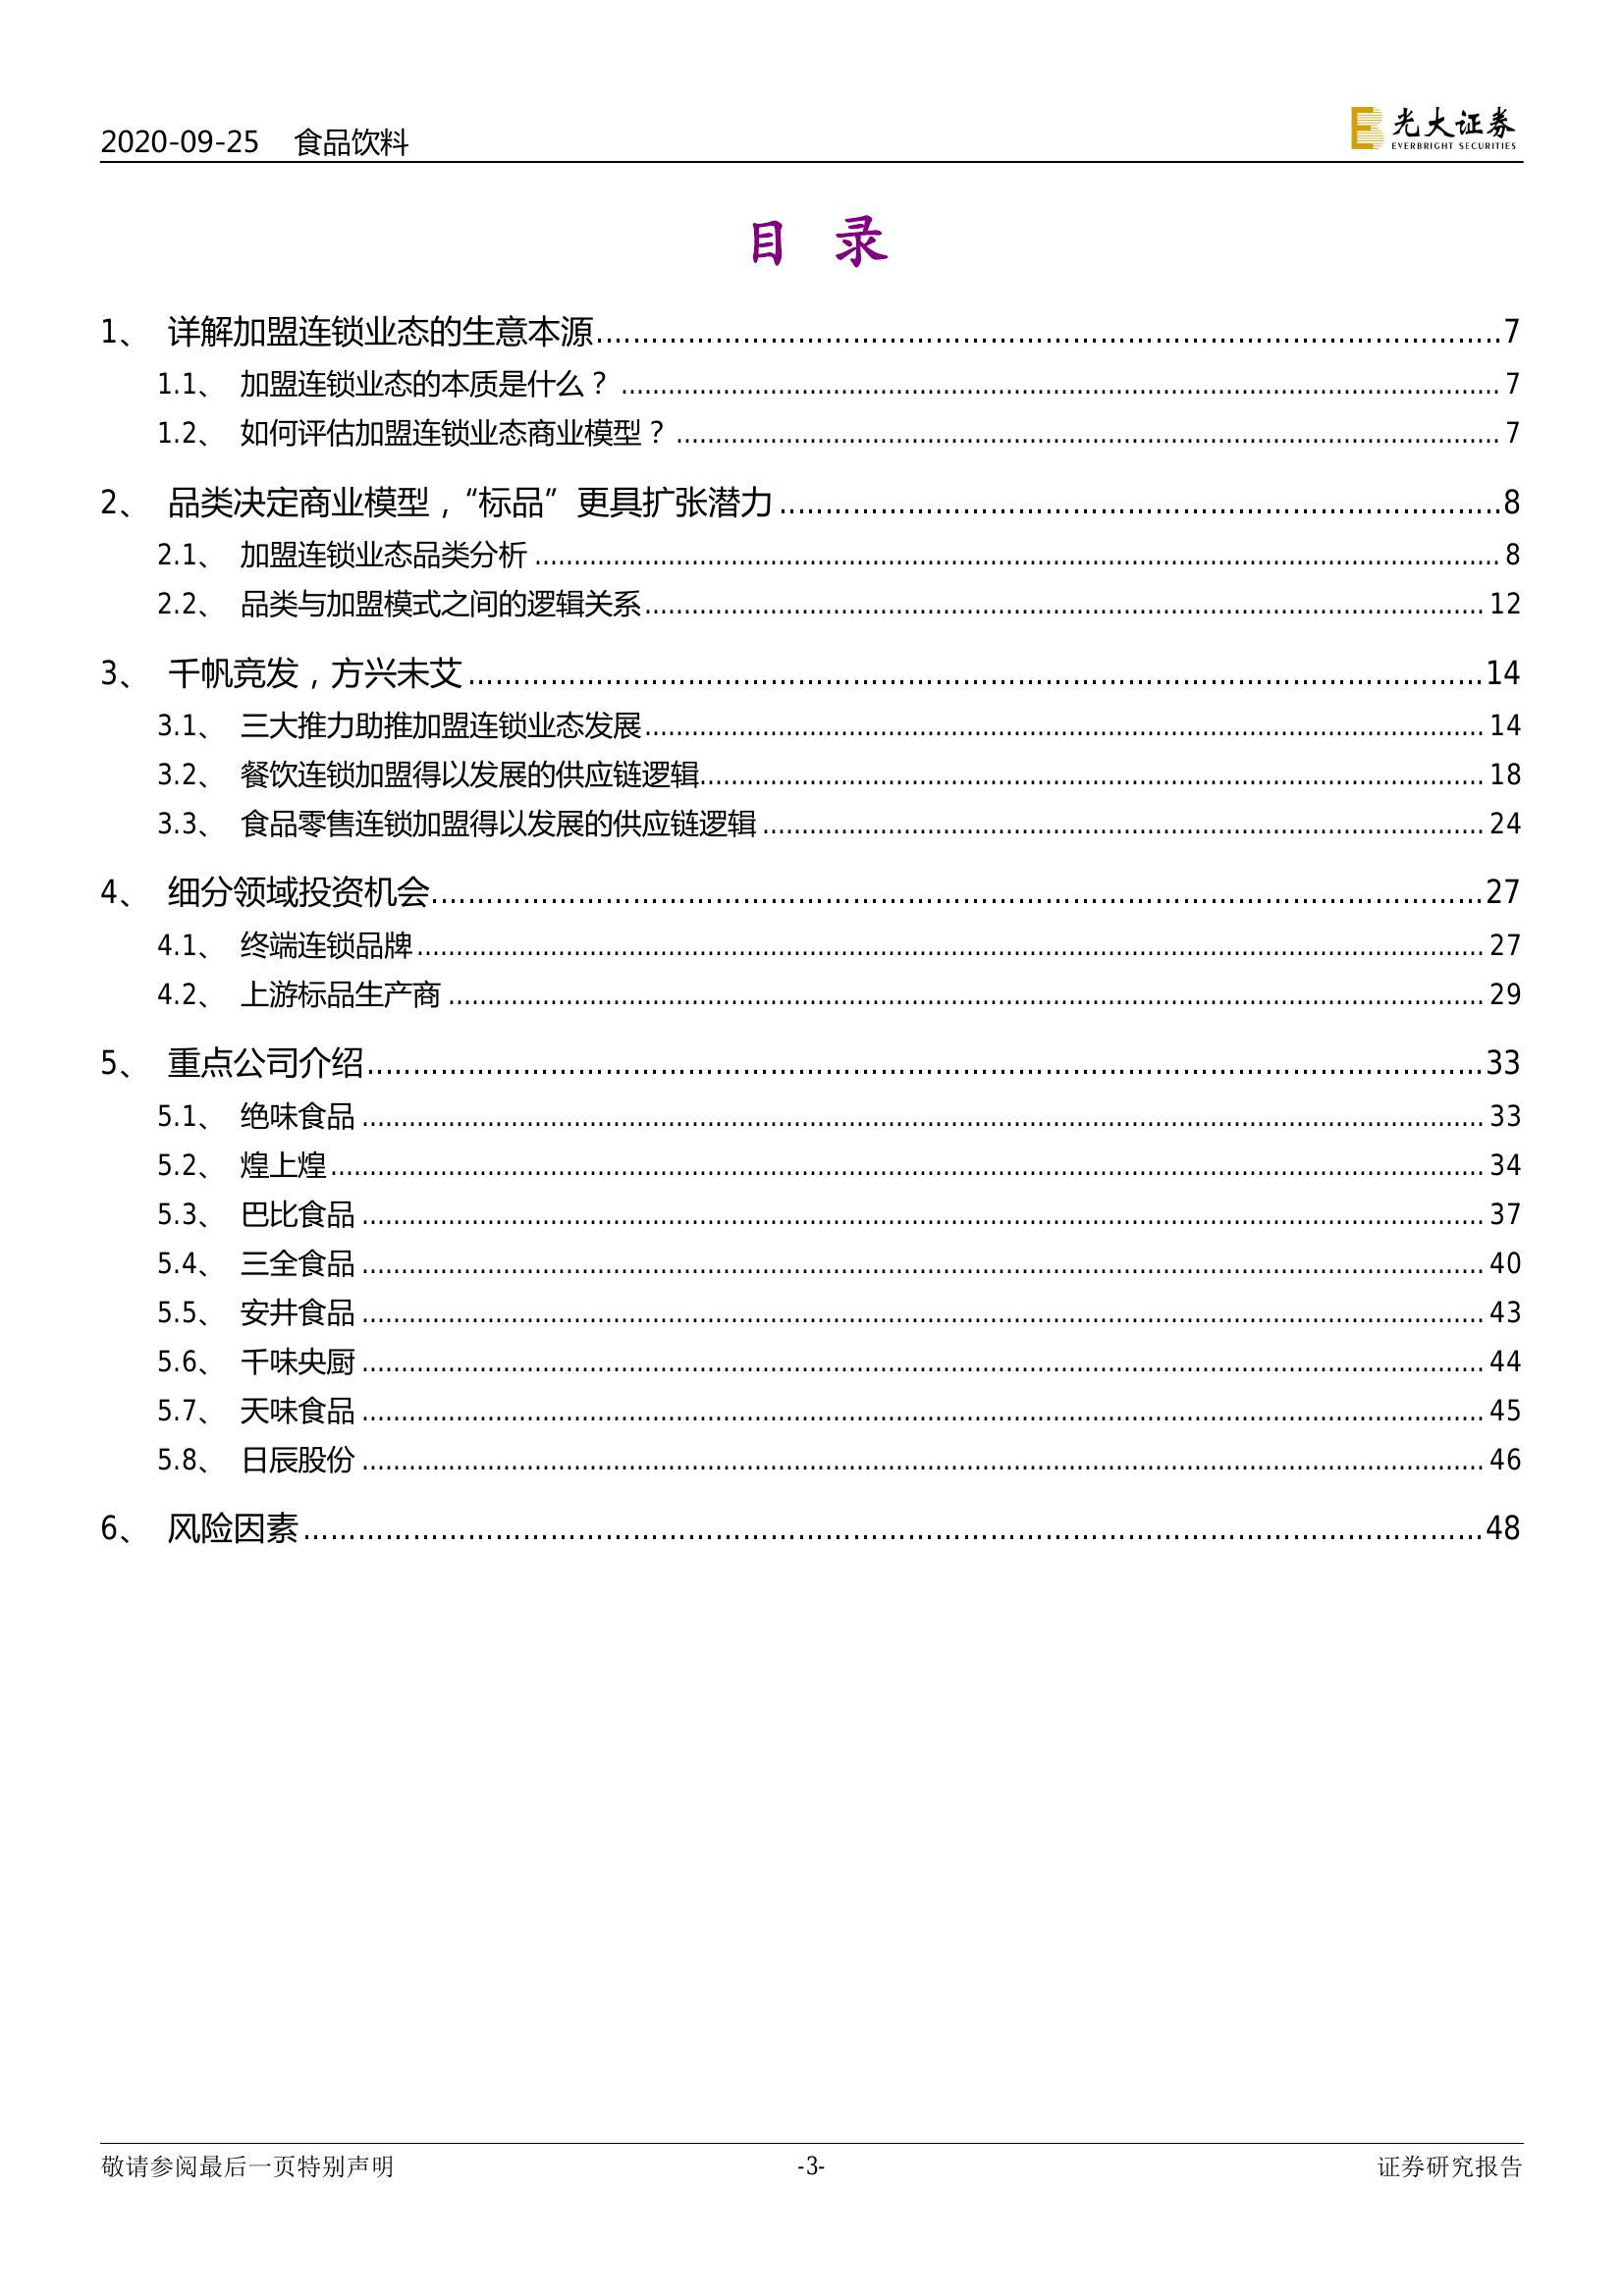 2020-09-25 食品饮料
光大证券
EVERBRIGHT SECURITIES
目 录
1、 详解加盟连锁业态的生意本源 7
1.1、 加盟连锁业态的本质是什么？ 7
1.2、 如何评估加盟连锁业态商业模型？ 7
2、 品类决定商业模型，“标品”更具扩张潜力 8
2.1、 加盟连锁业态品类分析 8
2.2、 品类与加盟模式之间的逻辑关系 12
3、 千帆竞发，方兴未艾 14
3.1、 三大推力助推加盟连锁业态发展 14
3.2、 餐饮连锁加盟得以发展的供应链逻辑 18
3.3、 食品零售连锁加盟得以发展的供应链逻辑 24
4、 细分领域投资机会 27
4.1、 终端连锁品牌 27
4.2、 上游标品生产商 29
5、 重点公司介绍 33
5.1、 绝味食品 33
5.2、 煌上煌 34
5.3、 巴比食品 37
5.4、 三全食品 40
5.5、 安井食品 43
5.6、 千味央厨 44
5.7、 天味食品 45
5.8、 日辰股份 46
6、 风险因素 48
敬请参阅最后一页特别声明 -3- 证券研究报告